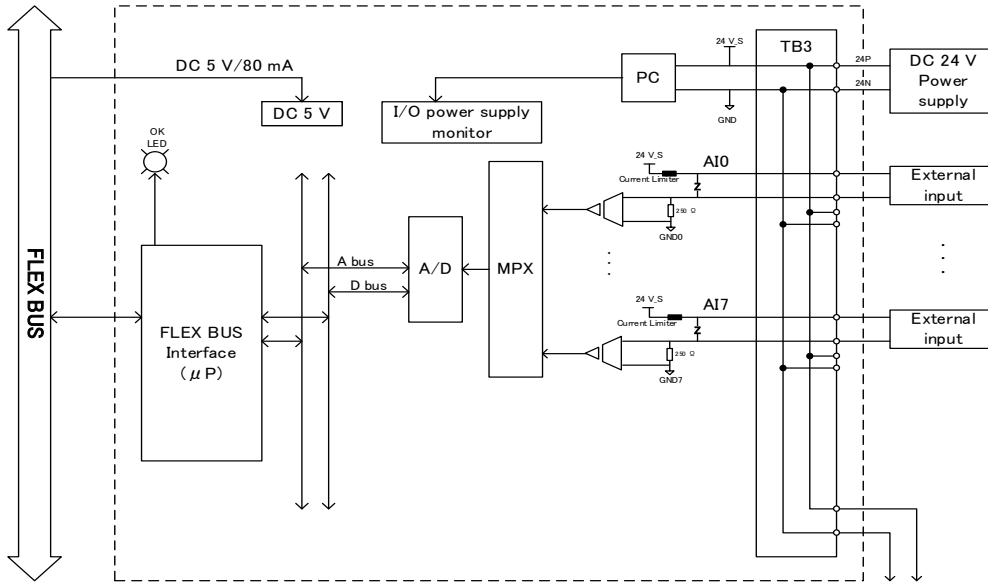 24 V_S
TB3
DC 5 V/80 mA
24P
DC 24 V
Power
supply
PC
24N
DC 5 V
I/O power supply
monitor
GND
OK
LED
24 V_S
AI0
Current Limiter
External
input
250 Ω
GND0
FLEX BUS
A bus
A/D
MPX
D bus
FLEX BUS
Interface
(μP)
24 V_S
AI7
Current Limiter
External
input
250 Ω
GND7